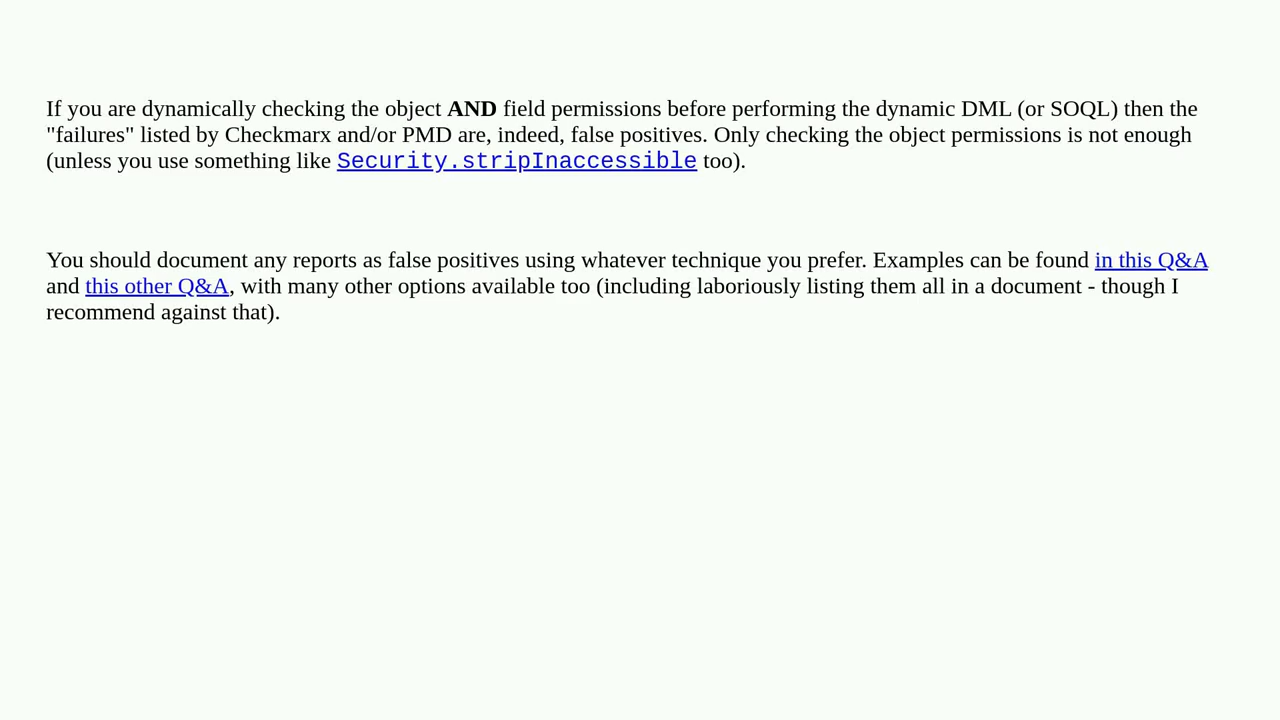 If you are dynamically checking the object AND field permissions before performing the dynamic DML (or SOQL) then the
"failures" listed by Checkmarx and/or PMD are, indeed, false positives. Only checking the object permissions is not enough
(unless you use something like Security.stripInaccessible too).
You should document any reports as false positives using whatever technique you prefer. Examples can be found in this Q&A
and this other Q&A, with many other options available too (including laboriously listing them all in a document - though I
recommend against that).